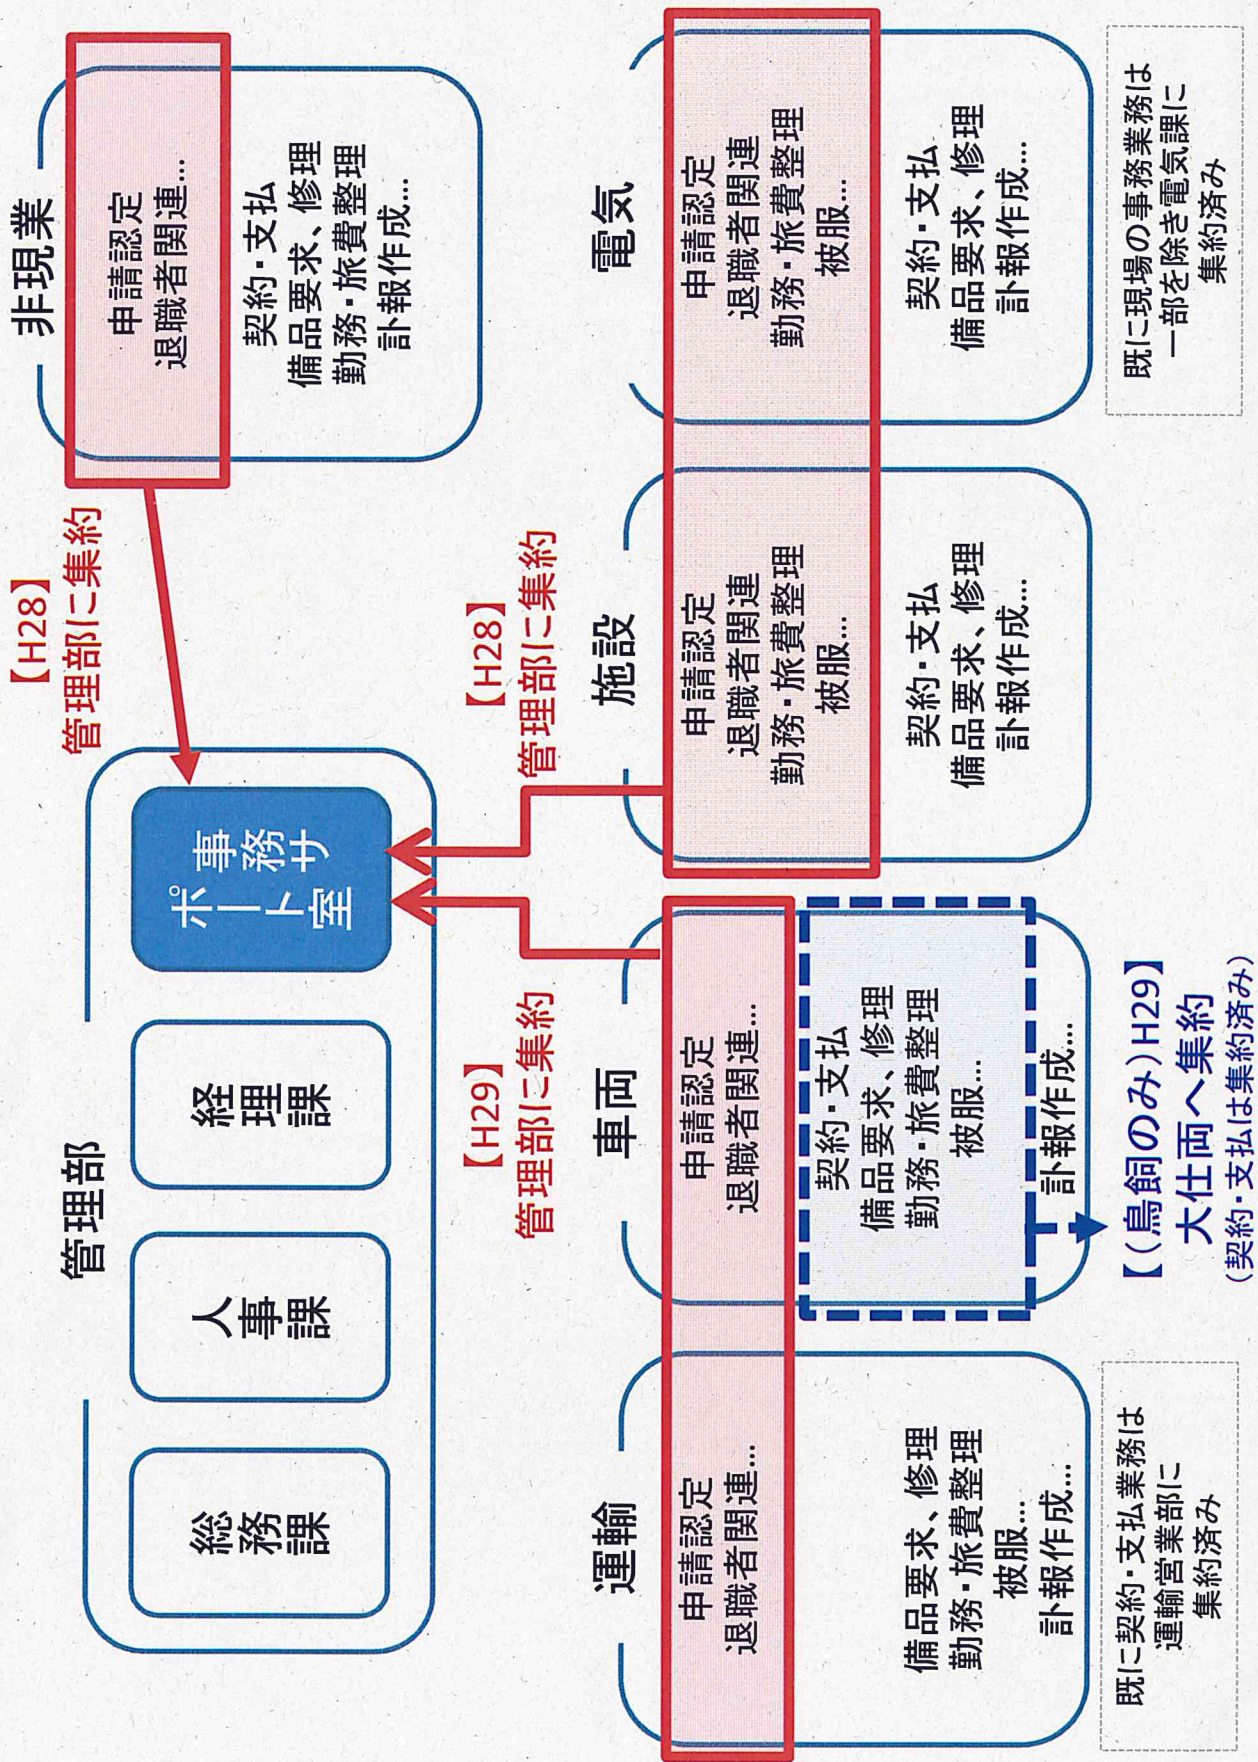 管理部
総
務
課
人
事
課
経
理
課
事務サ
ポート
室
【H28】
管理部に集約
非現業
申請認定
退職者関連…
契約・支払
備品要求、修理
勤務・旅費整理
訃報作成…
【H29】
管理部に集約
【H28】
管理部に集約
運輸
申請認定
退職者関連…
備品要求、修理
勤務・旅費整理
被服…
訃報作成…
既に契約・支払業務は
運輸営業部に
集約済み
車両
申請認定
退職者関連…
契約・支払
備品要求、修理
勤務・旅費整理
被服…
訃報作成…
【(鳥飼のみ)H29】
大仕両へ集約
(契約・支払は集約済み)
施設
申請認定
退職者関連
勤務・旅費整理
被服…
契約・支払
備品要求、修理
訃報作成…
電気
申請認定
退職者関連
勤務・旅費整理
被服…
契約・支払
備品要求、修理
訃報作成…
既に現場の事務業務は
一部を除き電気課に
集約済み